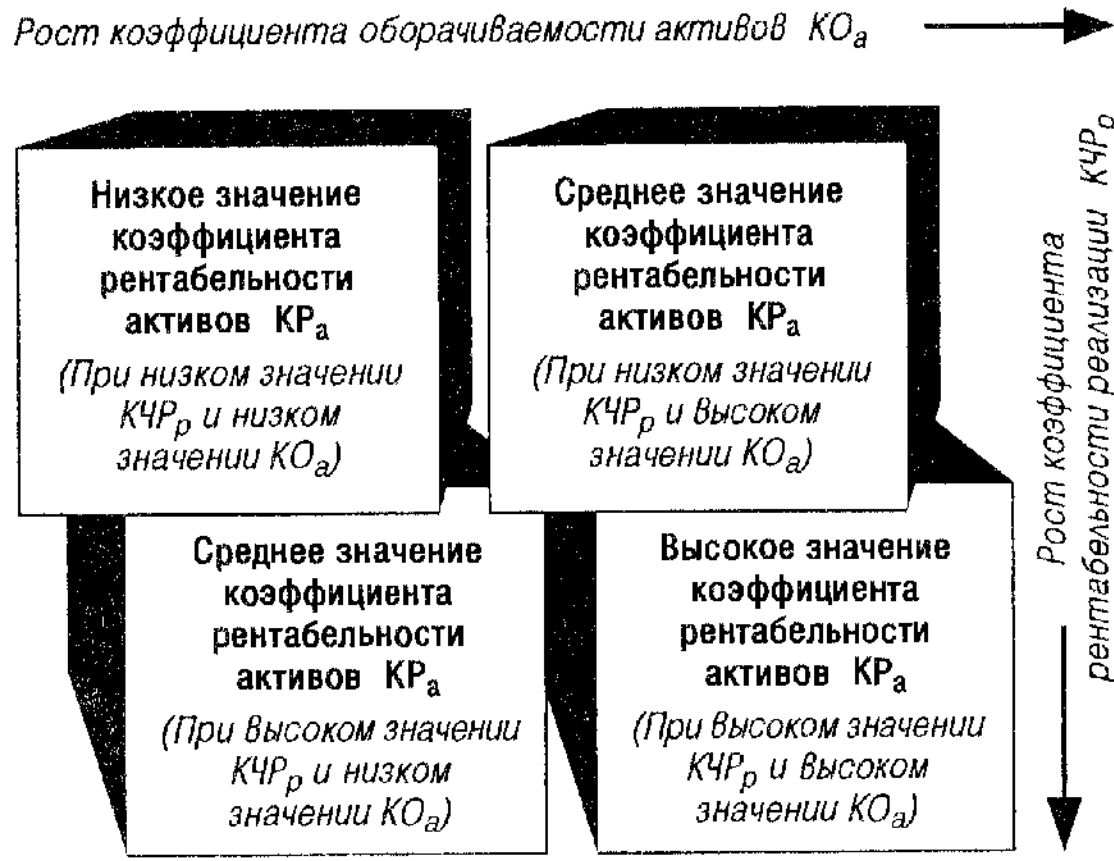 Рост коэффициента оборачиваемости активов КОа
Низкое значение
коэффициента
рентабельности
активов КРа
(При низком значении
КЧРр и низком
значении КОа)
Среднее значение
коэффициента
рентабельности
активов КРа
(При низком значении
КЧРр и высоком
значении КОа)
Среднее значение
коэффициента
рентабельности
активов КРа
(При высоком значении
КЧРр и низком
значении КОа)
Высокое значение
коэффициента
рентабельности
активов КРа
(При высоком значении
КЧРр и высоком
значении КОа)
Рост коэффициента
рентабельности реализации КЧРр